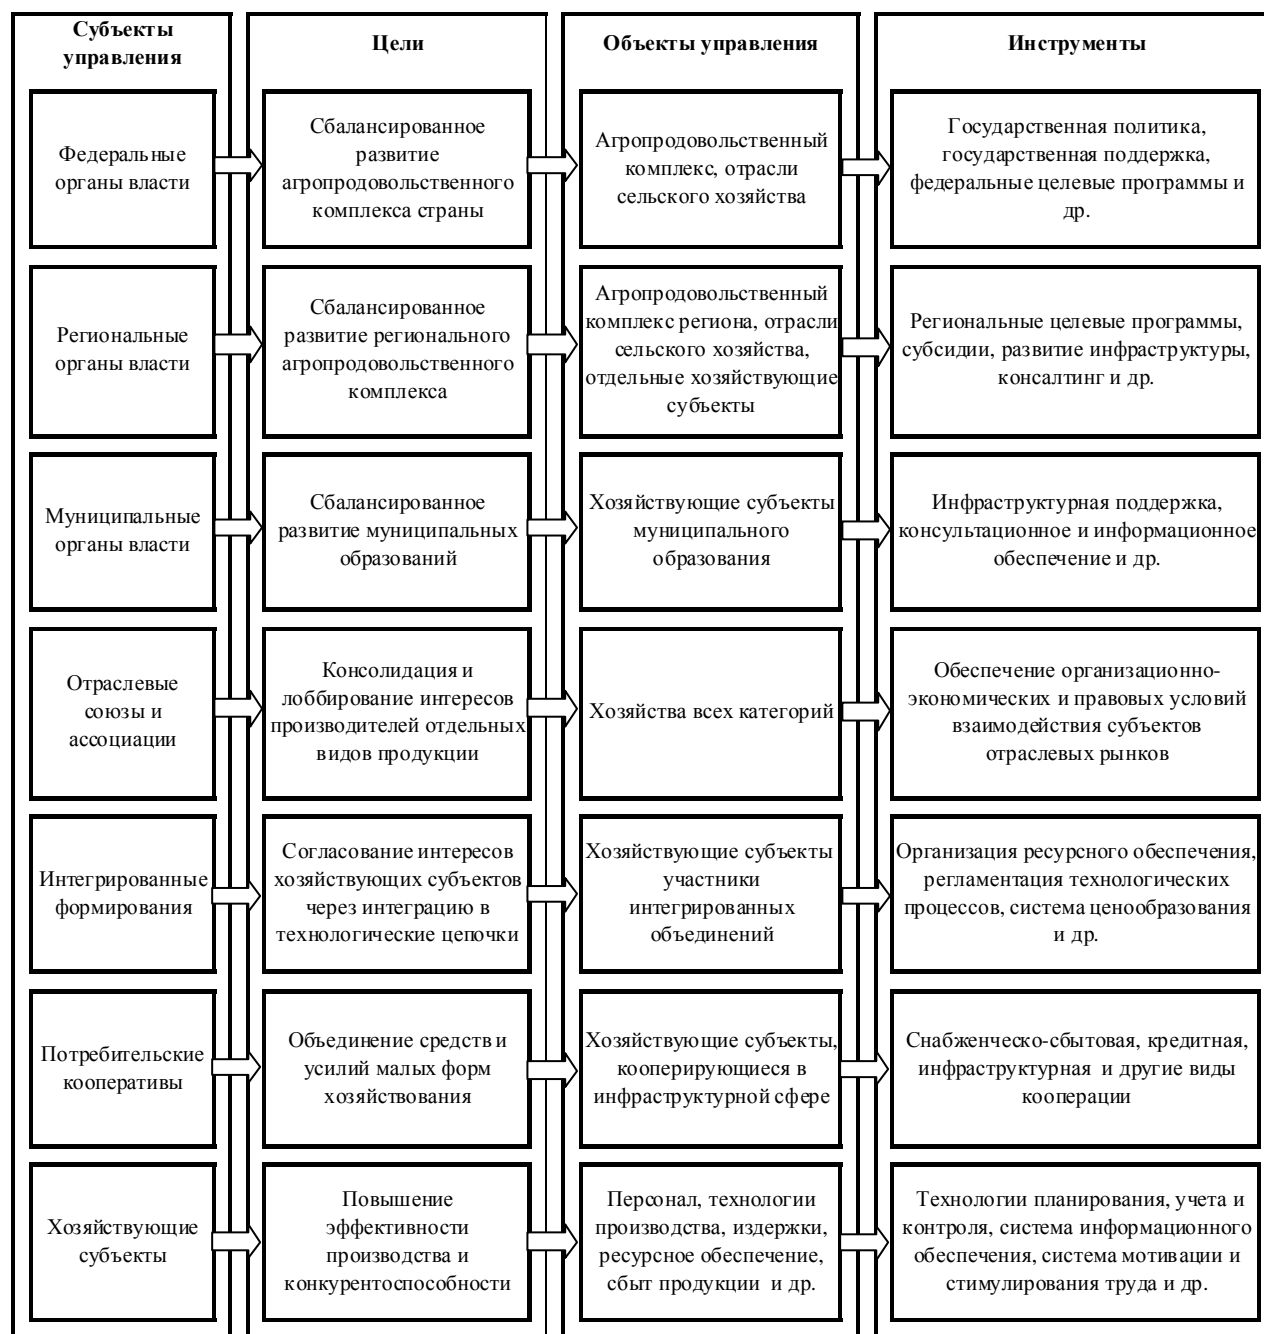 Субъекты
управления
Цели
Объекты управления
Инструменты
Федеральные
органы власти
Сбалансированное
развитие
агропродовольственного
комплекса страны
Агропродовольственный
комплекс, отрасли
сельского хозяйства
Государственная политика,
государственная поддержка,
федеральные целевые программы и
др.
Региональные
органы власти
Сбалансированное
развитие регионального
агропродовольственного
комплекса
Агропродовольственный
комплекс региона, отрасли
сельского хозяйства,
отдельные хозяйствующие
субъекты
Региональные целевые программы,
субсидии, развитие инфраструктуры,
консалтинг и др.
Муниципальные
органы власти
Сбалансированное
развитие муниципальных
образований
Хозяйствующие субъекты
муниципального
образования
Инфраструктурная поддержка,
консультационное и информационное
обеспечение и др.
Отраслевые
союзы и
ассоциации
Консолидация и
лоббирование интересов
производителей отдельных
видов продукции
Хозяйства всех категорий
Обеспечение организационно-
экономических и правовых условий
взаимодействия субъектов
отраслевых рынков
Интегрированные
формирования
Согласование интересов
хозяйствующих субъектов
через интеграцию в
технологические цепочки
Хозяйствующие субъекты
участники
интегрированных
объединений
Организация ресурсного обеспечения,
регламентация технологических
процессов, система ценообразования
и др.
Потребительские
кооперативы
Объединение средств и
усилий малых форм
хозяйствования
Хозяйствующие субъекты,
кооперирующиеся в
инфраструктурной сфере
Снабженческо-сбытовая, кредитная,
инфраструктурная и другие виды
кооперации
Хозяйствующие
субъекты
Повышение
эффективности
производства и
конкурентоспособности
Персонал, технологии
производства, издержки,
ресурсное обеспечение,
сбыт продукции и др.
Технологии планирования, учета и
контроля, система информационного
обеспечения, система мотивации и
стимулирования труда и др.